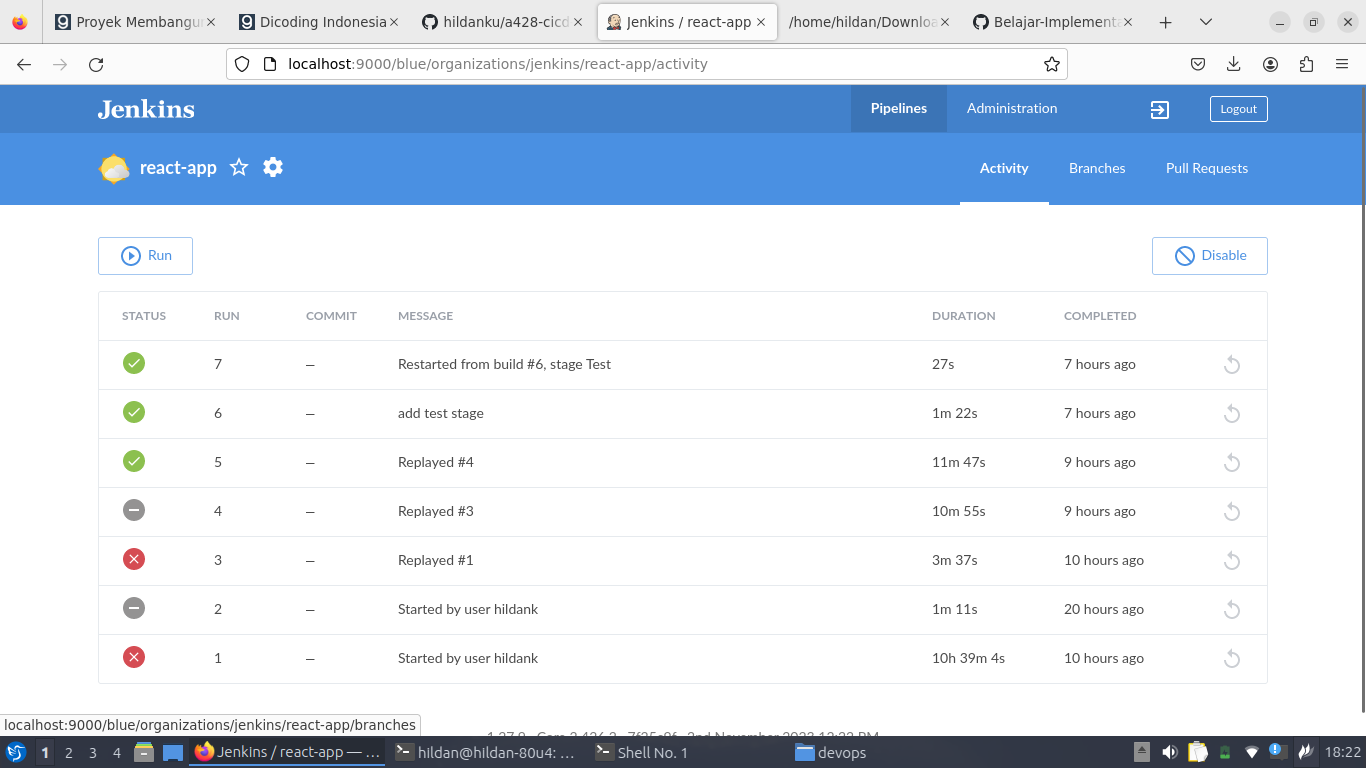 Proyek Membangun
Dicoding Indonesia
hildanku/a428-cicd
Jenkins / react-app
/home/hildan/Downloa
Belajar-Implementa
localhost:9000/blue/organizations/jenkins/react-app/activity
Jenkins
Pipelines
Administration
Logout
react-app
Activity
Branches
Pull Requests
Run
Disable
STATUS RUN COMMIT MESSAGE DURATION COMPLETED
7 — Restarted from build #6, stage Test 27s 7 hours ago
6 — add test stage 1m 22s 7 hours ago
5 — Replayed #4 11m 47s 9 hours ago
4 — Replayed #3 10m 55s 9 hours ago
3 — Replayed #1 3m 37s 10 hours ago
2 — Started by user hildank 1m 11s 20 hours ago
1 — Started by user hildank 10h 39m 4s 10 hours ago
localhost:9000/blue/organizations/jenkins/react-app/branches
1 2 3 4
Jenkins / react-app — ...
hildan@hildan-80u4: ...
Shell No. 1
devops
18:22